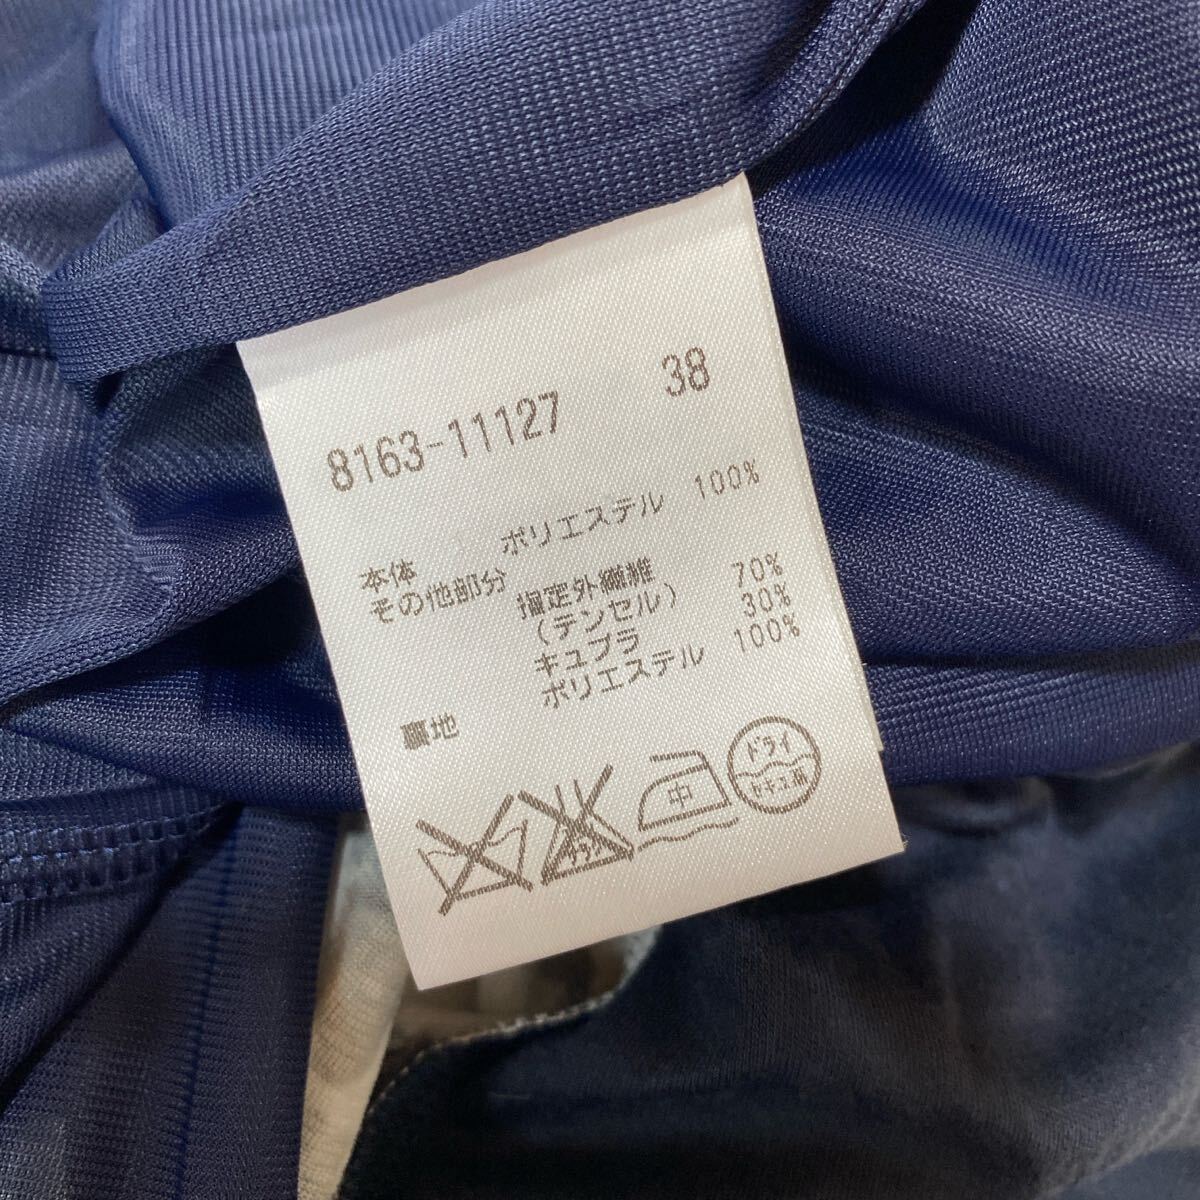 8163-11127 38
本体 ポリエステル 100%
その他部分 指定外繊維 70%
(テンセル)
キュプラ 30%
裏地 ポリエステル 100%
中
ドライ
セキユ系